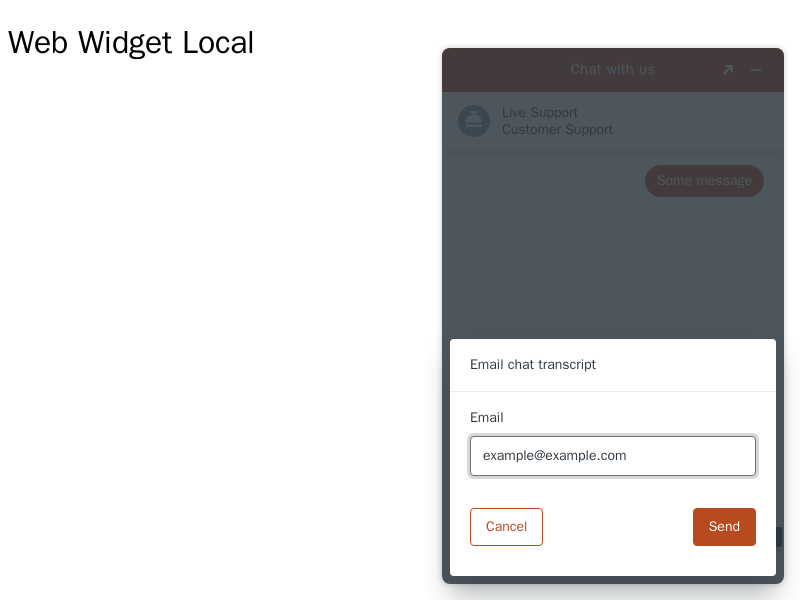 Web Widget Local
Chat with us
Live Support
Customer Support
Some message
Email chat transcript
Email
example@example.com
Cancel
Send